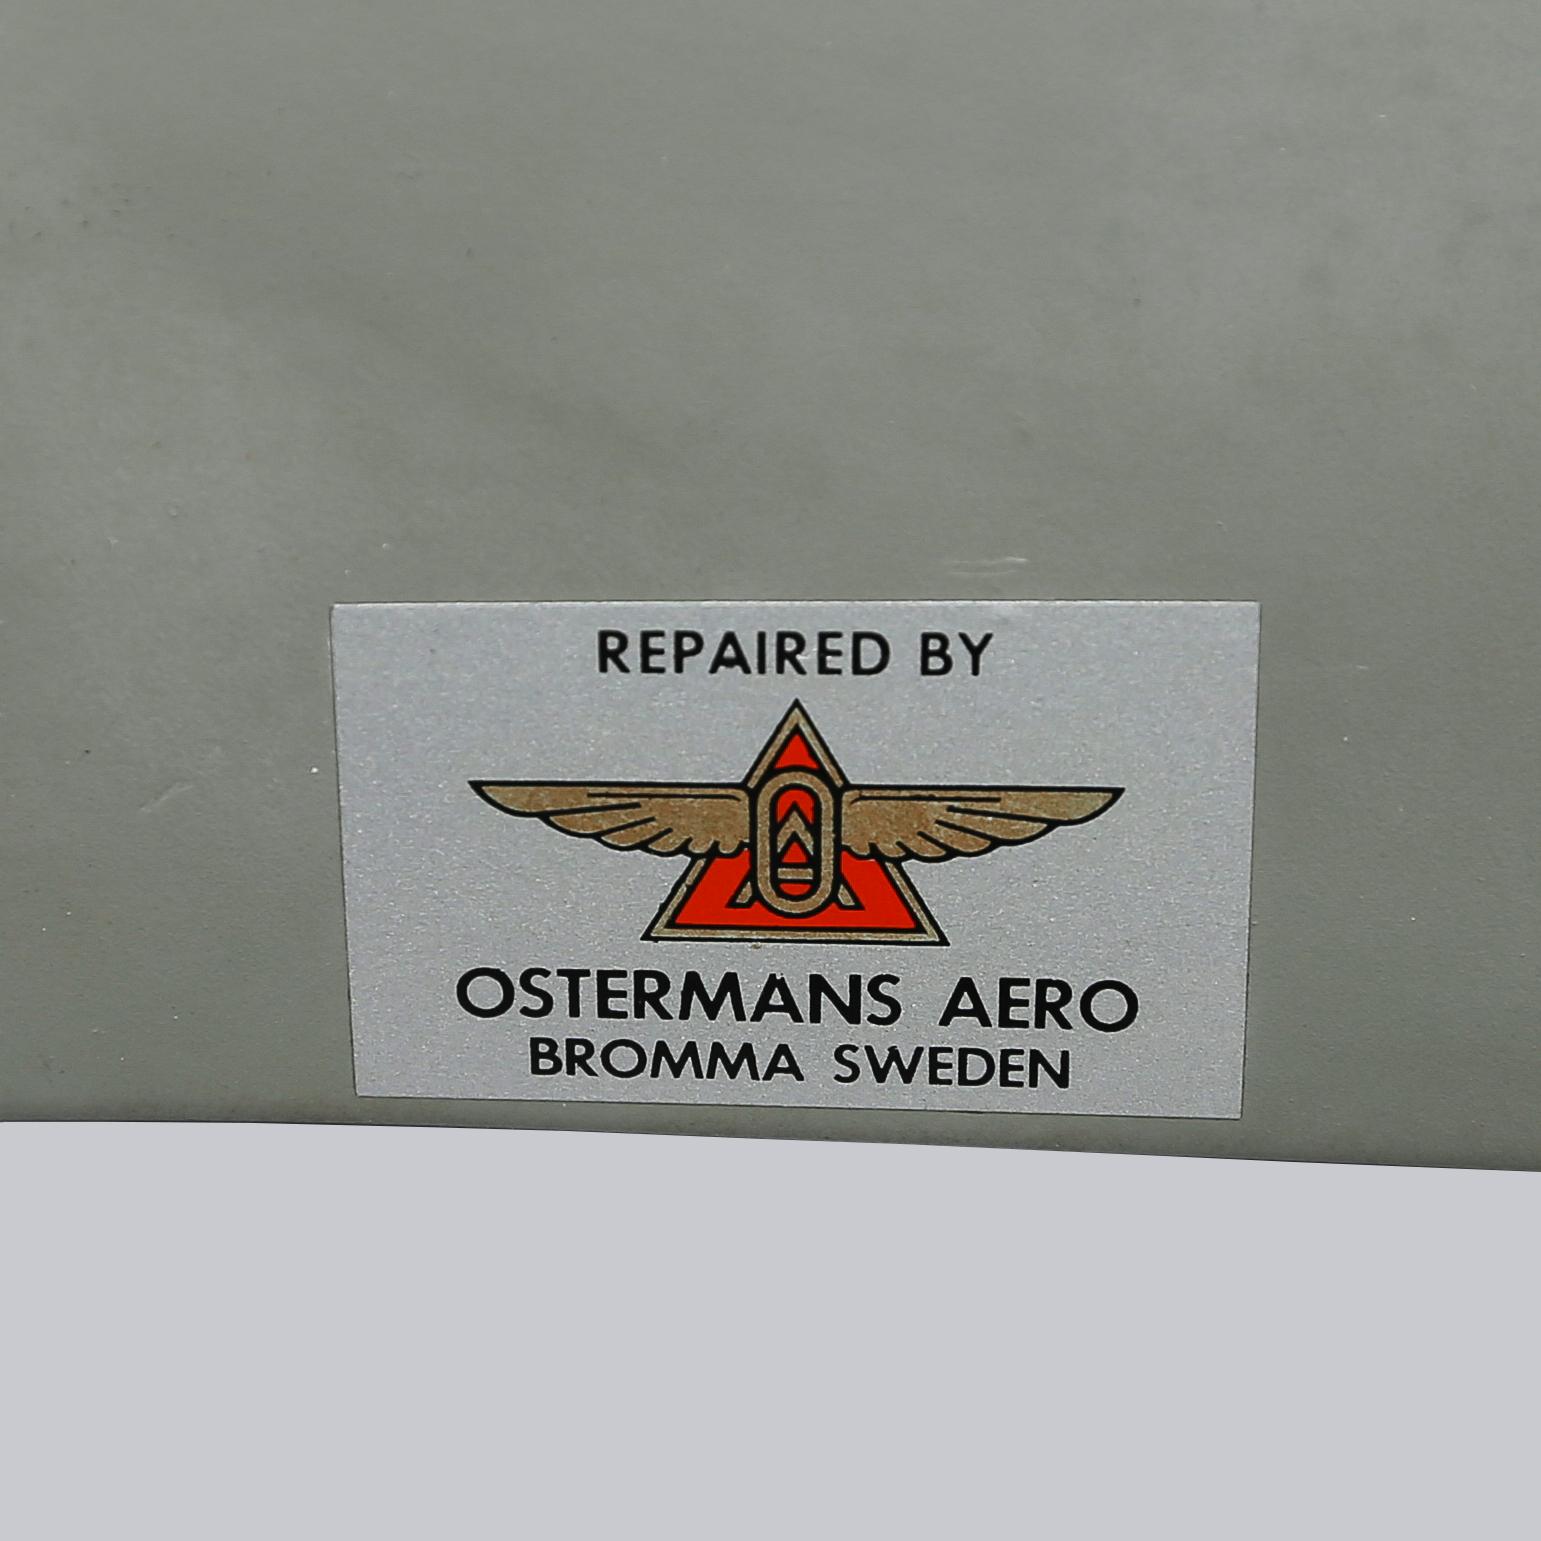 REPAIRED BY
OSTERMANS AERO
BROMMA SWEDEN